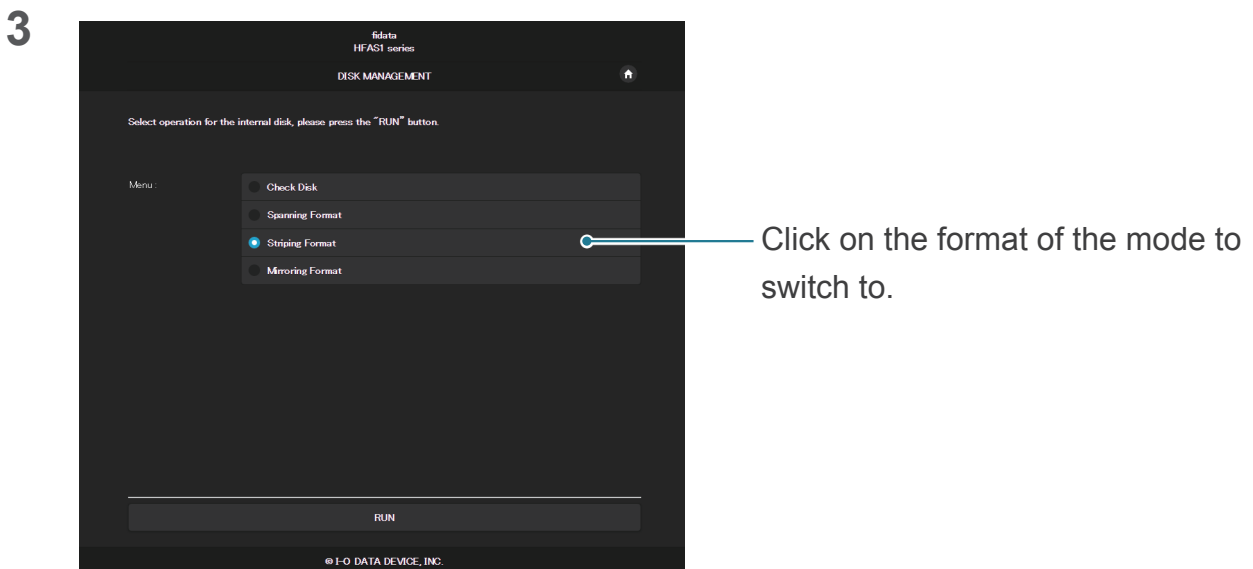 3
fidata
HFAS1 series
DISK MANAGEMENT
Select operation for the internal disk, please press the "RUN" button.
Menu :
Check Disk
Spanning Format
Striping Format
Mirroring Format
Click on the format of the mode to
switch to.
RUN
© I-O DATA DEVICE, INC.